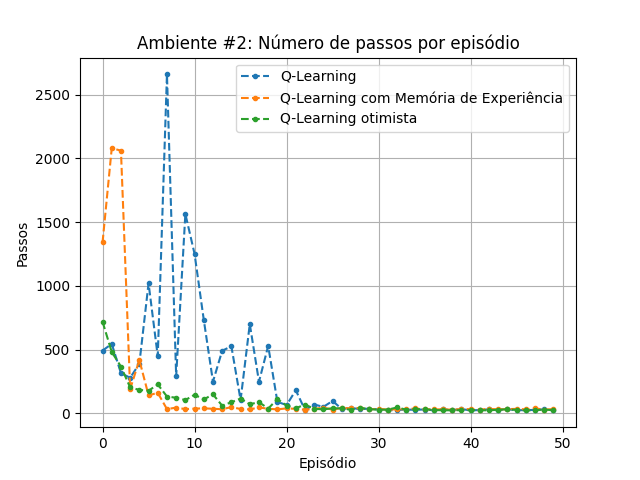 Ambiente #2: Número de passos por episódio
Q-Learning
Q-Learning com Memória de Experiência
Q-Learning otimista
Passos
2500
2000
1500
1000
500
0
0 10 20 30 40 50
Episódio